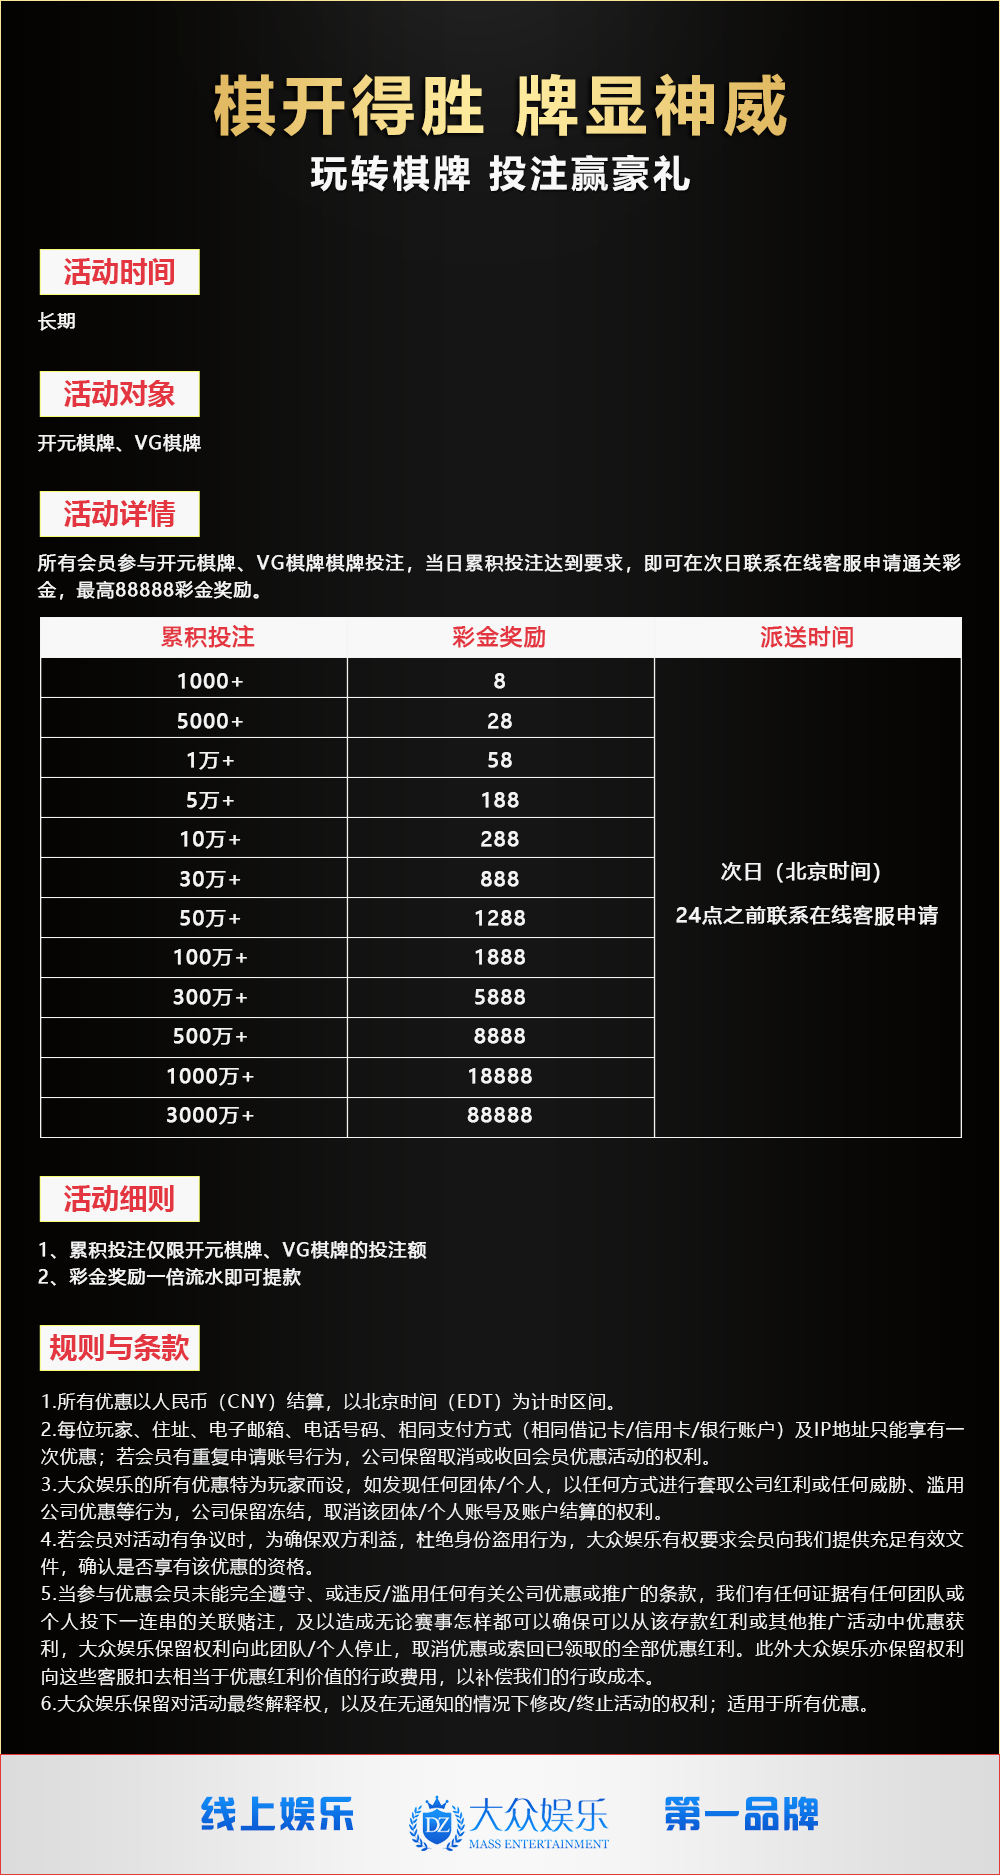 棋开得胜 牌显神威
玩转棋牌 投注赢豪礼
活动时间
长期
活动对象
开元棋牌、VG棋牌
活动详情
所有会员参与开元棋牌、VG棋牌棋牌投注，当日累积投注达到要求，即可在次日联系在线客服申请通关彩
金，最高88888彩金奖励。
累积投注 彩金奖励 派送时间
1000+ 8
5000+ 28
1万+ 58
5万+ 188
10万+ 288
30万+ 888
次日（北京时间）
50万+ 1288
24点之前联系在线客服申请
100万+ 1888
300万+ 5888
500万+ 8888
1000万+ 18888
3000万+ 88888
活动细则
1、累积投注仅限开元棋牌、VG棋牌的投注额
2、彩金奖励一倍流水即可提款
规则与条款
1.所有优惠以人民币（CNY）结算，以北京时间（EDT）为计时区间。
2.每位玩家、住址、电子邮箱、电话号码、相同支付方式（相同借记卡/信用卡/银行账户）及IP地址只能享有一
次优惠；若会员有重复申请账号行为，公司保留取消或收回会员优惠活动的权利。
3.大众娱乐的所有优惠特为玩家而设，如发现任何团体/个人，以任何方式进行套取公司红利或任何威胁、滥用
公司优惠等行为，公司保留冻结，取消该团体/个人账号及账户结算的权利。
4.若会员对活动有争议时，为确保双方利益，杜绝身份盗用行为，大众娱乐有权要求会员向我们提供充足有效文
件，确认是否享有该优惠的资格。
5.当参与优惠会员未能完全遵守、或违反/滥用任何有关公司优惠或推广的条款，我们有任何证据有任何团队或
个人投下一连串的关联赌注，及以造成无论赛事怎样都可以确保可以从该存款红利或其他推广活动中优惠获
利，大众娱乐保留权利向此团队/个人停止，取消优惠或索回已领取的全部优惠红利。此外大众娱乐亦保留权利
向这些客服扣去相当于优惠红利价值的行政费用，以补偿我们的行政成本。
6.大众娱乐保留对活动最终解释权，以及在无通知的情况下修改/终止活动的权利；适用于所有优惠。
线上娱乐 DZ 大众娱乐 第一品牌
MASS ENTERTAINMENT